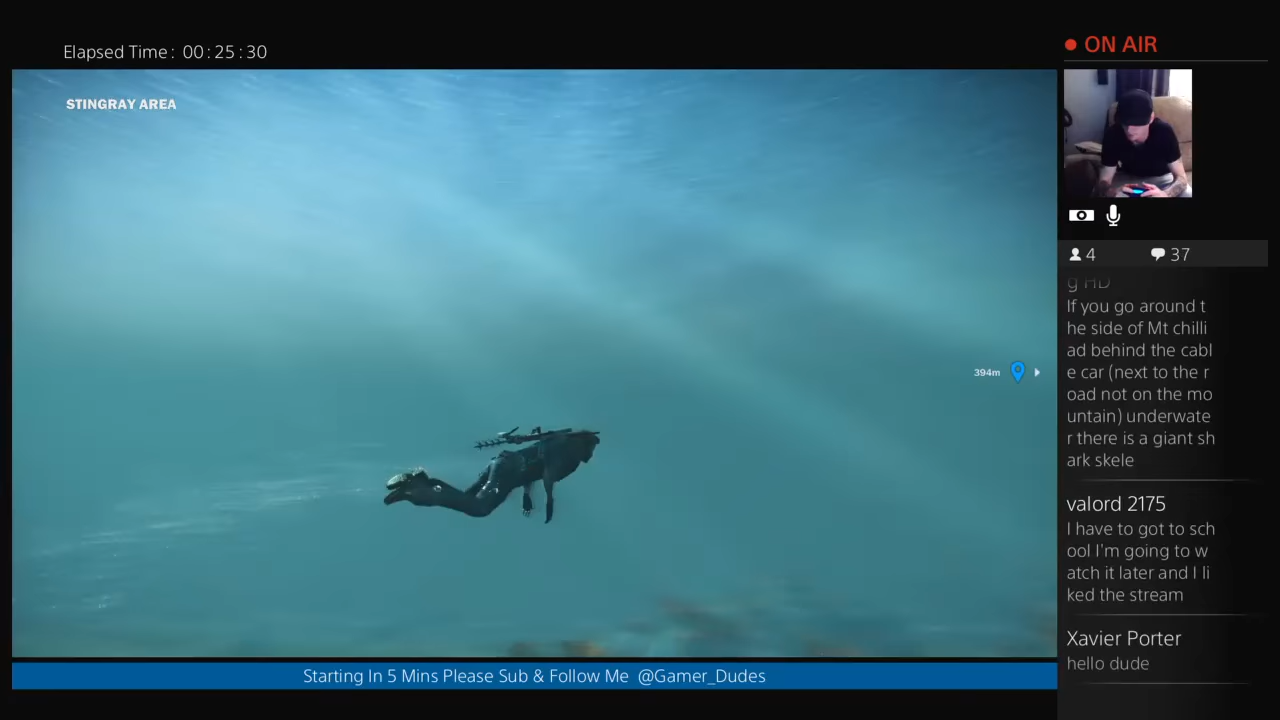 Elapsed Time: 00:25:30
ON AIR
STINGRAY AREA
4 37
g HD
If you go around t
he side of Mt chilli
ad behind the cabl
e car (next to the r
oad not on the mo
untain) underwate
r there is a giant sh
ark skele
394m
valord 2175
I have to got to sch
ool I'm going to w
atch it later and I li
ked the stream
Xavier Porter
hello dude
Starting In 5 Mins Please Sub & Follow Me @Gamer_Dudes